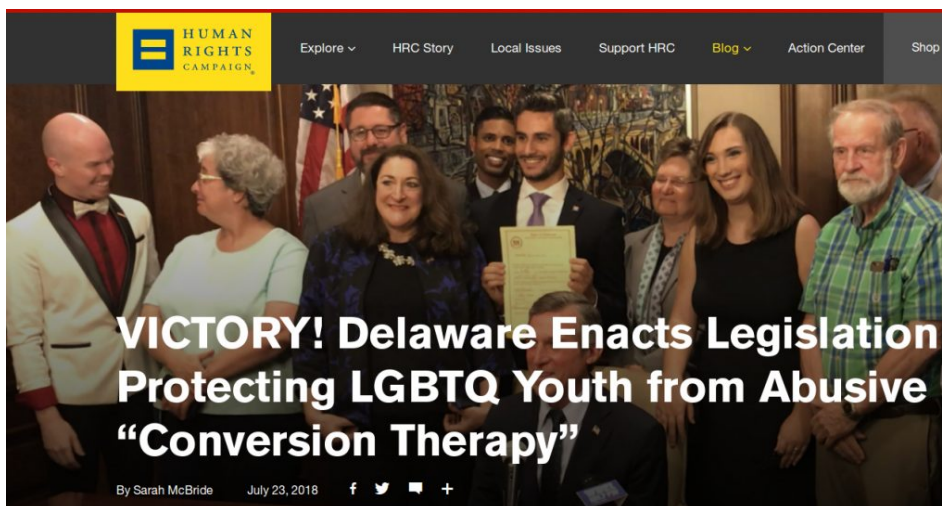 HUMAN
RIGHTS
CAMPAIGN
Explore
HRC Story
Local Issues
Support HRC
Blog
Action Center
Shop
VICTORY! Delaware Enacts Legislation
Protecting LGBTQ Youth from Abusive
“Conversion Therapy”
By Sarah McBride July 23, 2018